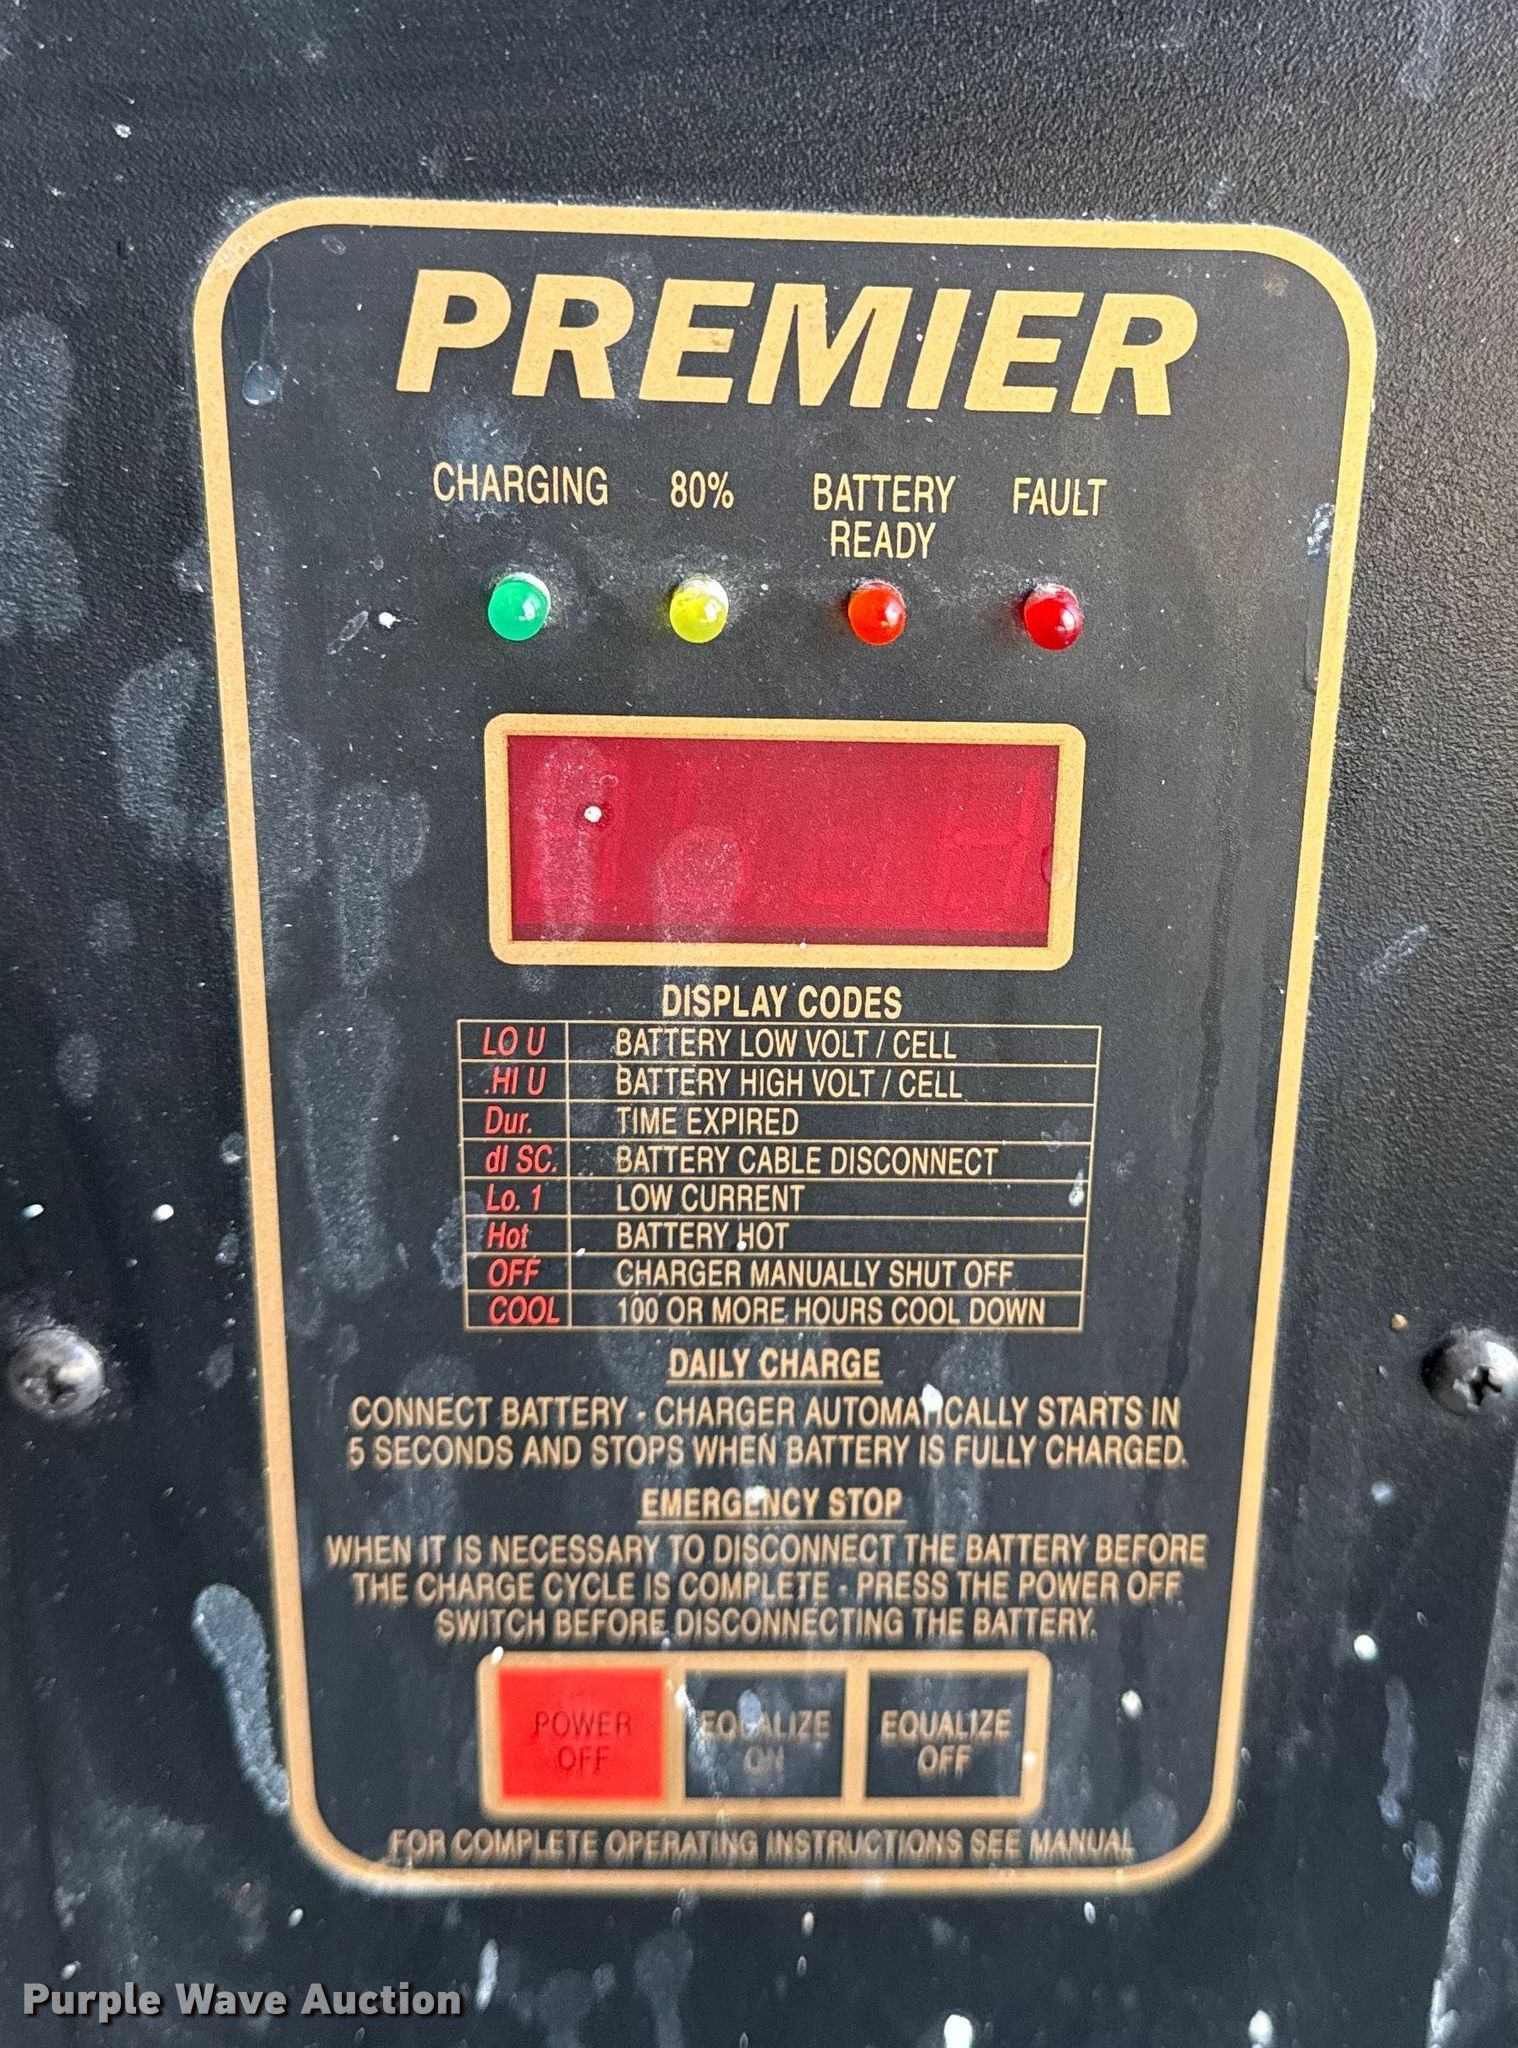 PREMIER
CHARGING 80% BATTERY READY FAULT
DISPLAY CODES
LO U BATTERY LOW VOLT / CELL
.HI U BATTERY HIGH VOLT / CELL
Dur. TIME EXPIRED
dI SC. BATTERY CABLE DISCONNECT
Lo. 1 LOW CURRENT
Hot BATTERY HOT
OFF CHARGER MANUALLY SHUT OFF
COOL 100 OR MORE HOURS COOL DOWN
DAILY CHARGE
CONNECT BATTERY - CHARGER AUTOMATICALLY STARTS IN
5 SECONDS AND STOPS WHEN BATTERY IS FULLY CHARGED.
EMERGENCY STOP
WHEN IT IS NECESSARY TO DISCONNECT THE BATTERY BEFORE
THE CHARGE CYCLE IS COMPLETE - PRESS THE POWER OFF
SWITCH BEFORE DISCONNECTING THE BATTERY.
POWER OFF
EQUALIZE ON
EQUALIZE OFF
FOR COMPLETE OPERATING INSTRUCTIONS SEE MANUAL
Purple Wave Auction